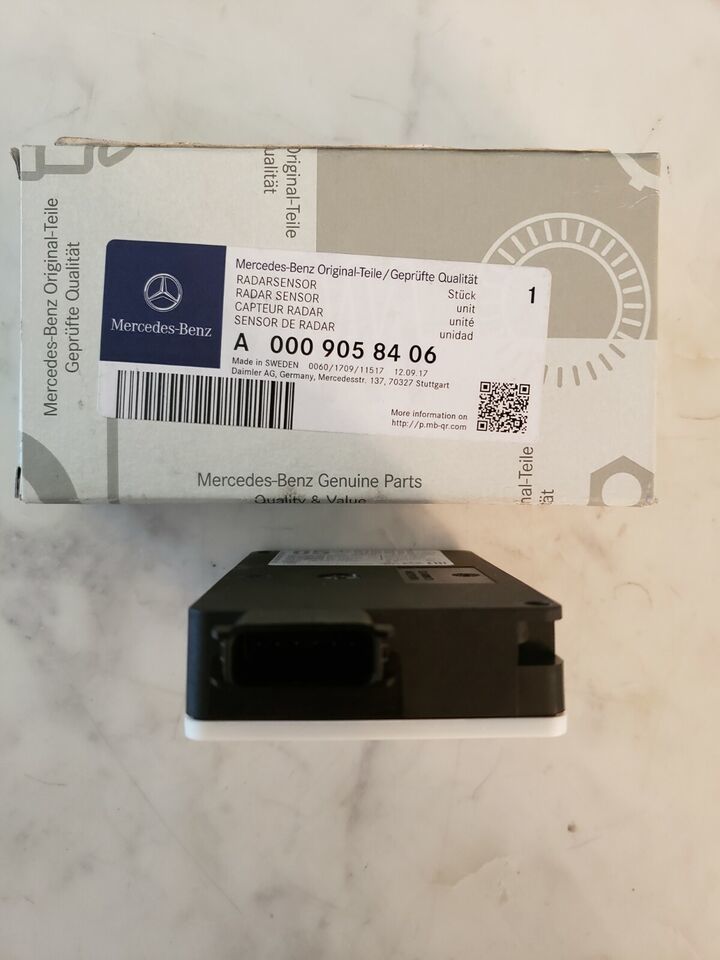 Original-Teile
ualität
Mercedes-Benz Original-Teile
Geprüfte Qualität
Mercedes-Benz
Mercedes-Benz Original-Teile/Geprüfte Qualität
RADARSENSOR Stück
RADAR SENSOR unit
CAPTEUR RADAR unité
SENSOR DE RADAR unidad
1
A 000 905 84 06
Made in SWEDEN 0060/1709/11517 12.09.17
Daimler AG, Germany, Mercedesstr. 137, 70327 Stuttgart
More information on
http://p.mb-qr.com
Mercedes-Benz Genuine Parts
Quality & Value
nal-Teile
ät